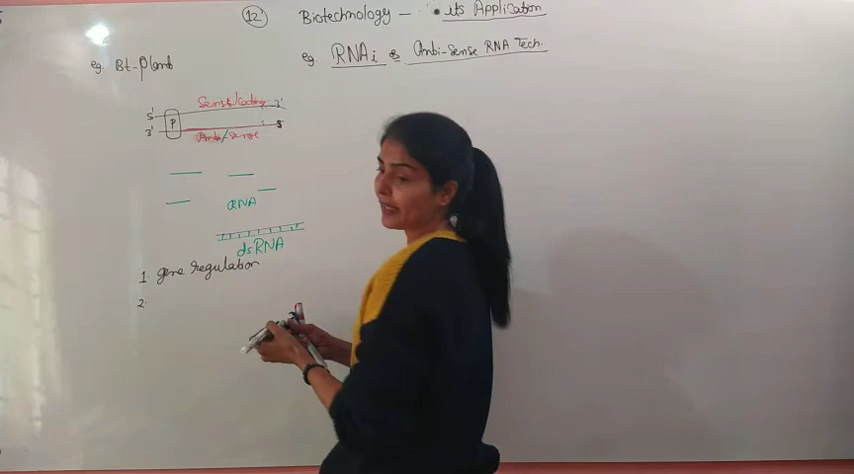 12 Biotechnology - its Application
eg. Bt-Plant
eg. RNAi & Anti-Sense RNA Tech.
Sense/Coding 3'
5'
P
3' 5
Anti/Sense
RNA
dsRNA
1. gene regulation
2.